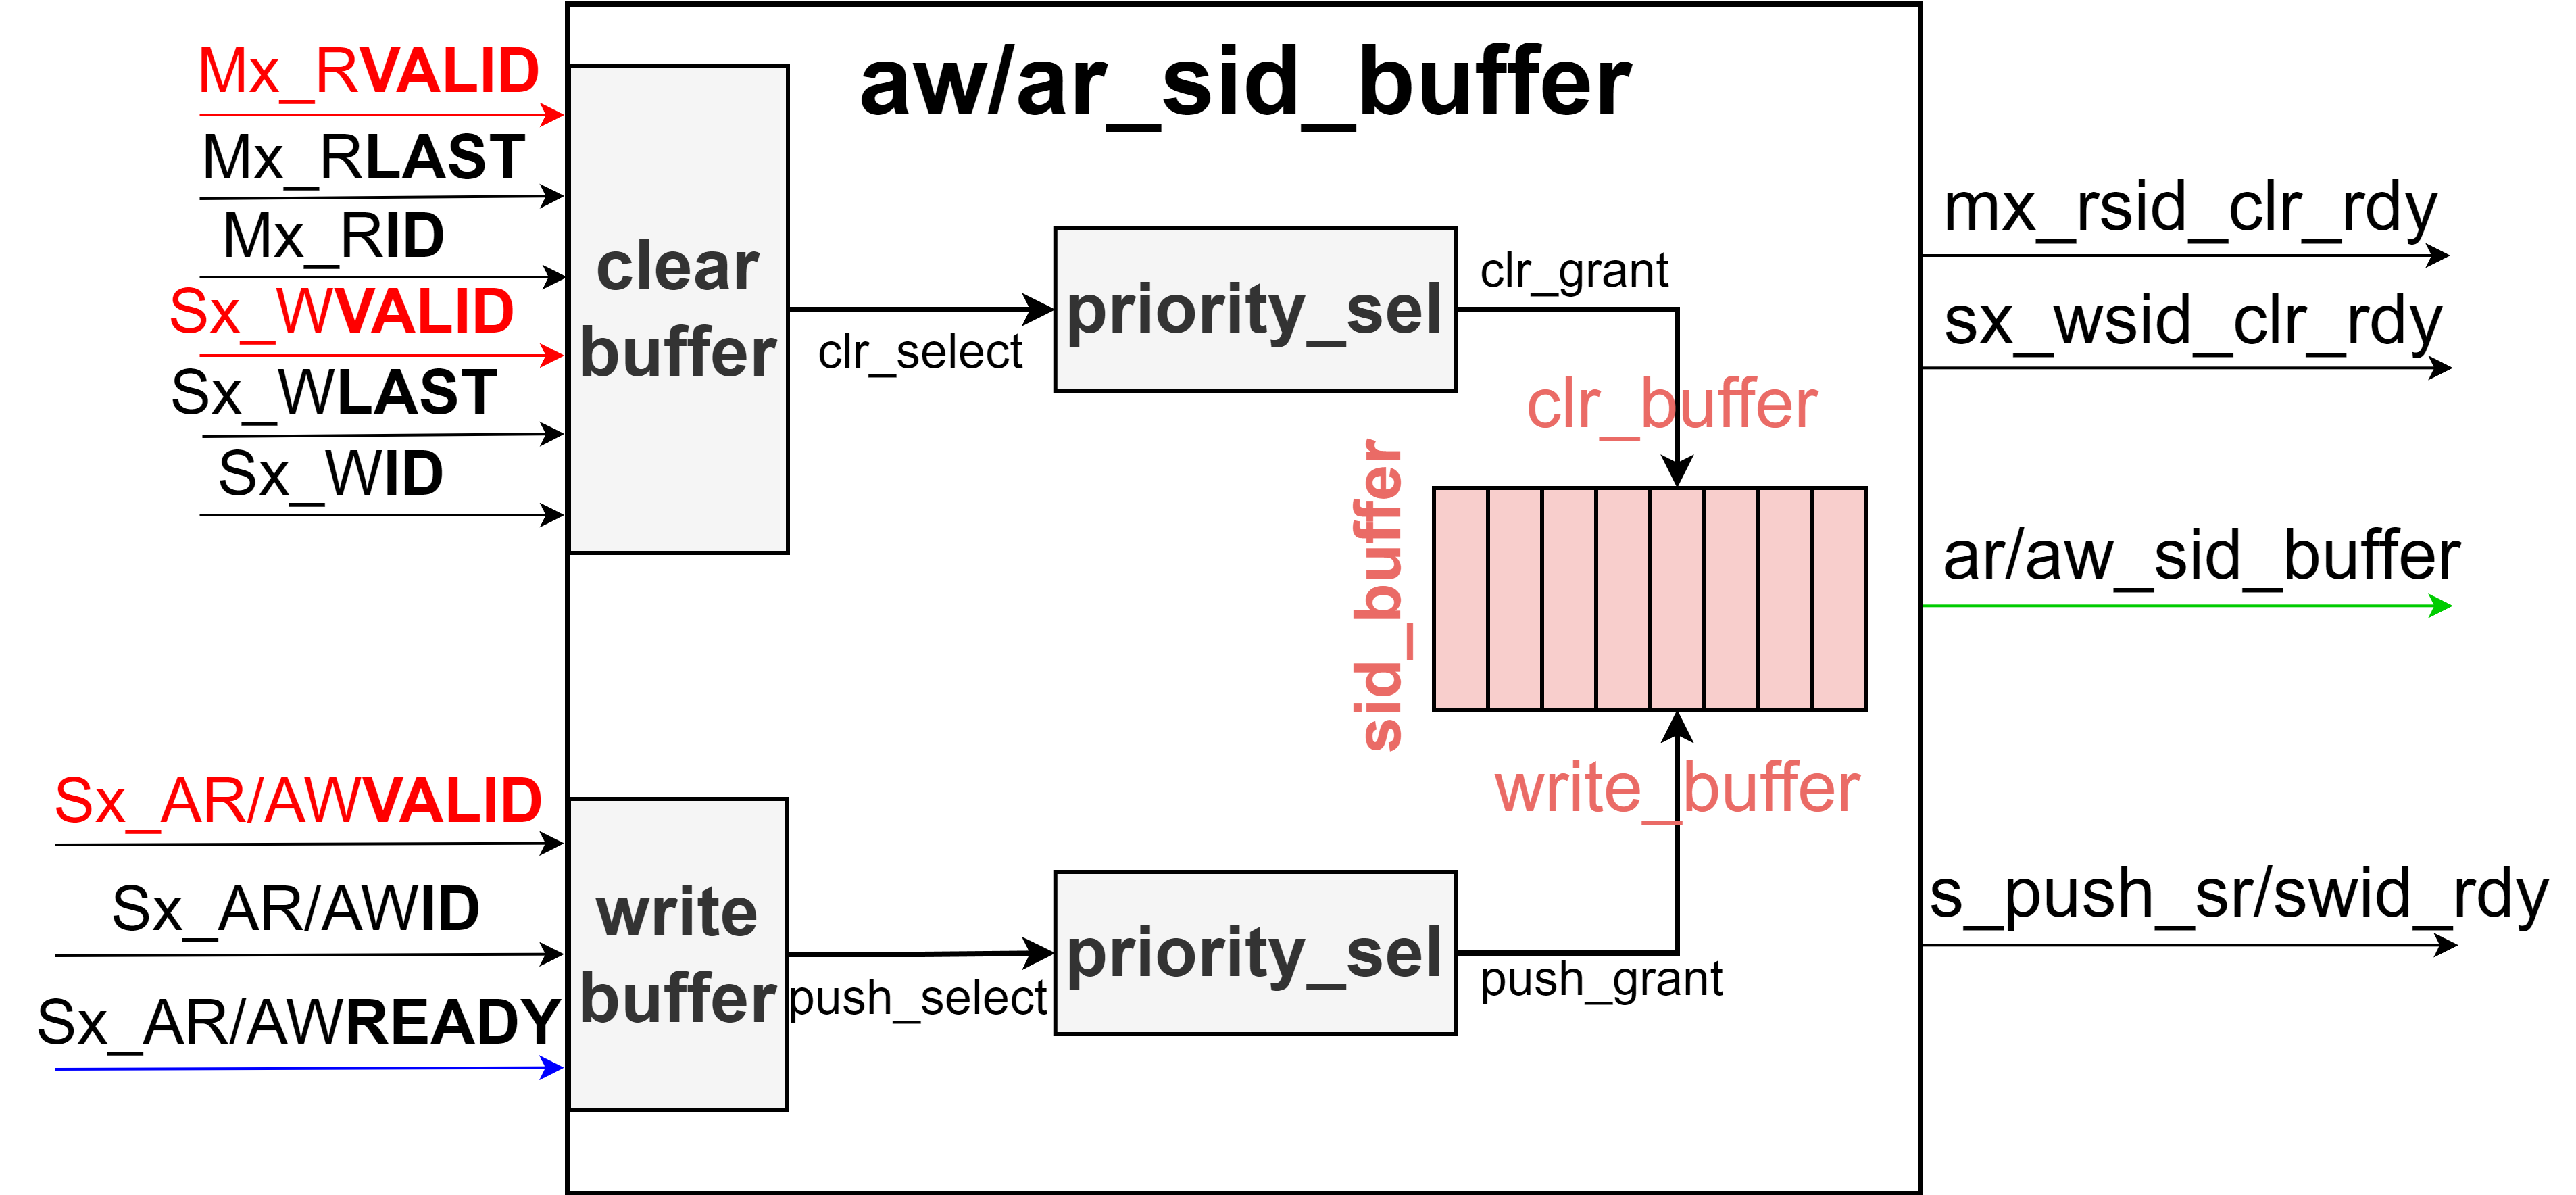 aw/ar_sid_buffer
Mx_RVALID
Mx_RLAST
Mx_RID
Sx_WVALID
Sx_WLAST
Sx_WID
clear
buffer
clr_select
priority_sel
clr_grant
clr_buffer
sid_buffer
write_buffer
Sx_AR/AWVALID
Sx_AR/AWID
Sx_AR/AWREADY
write
buffer
push_select
priority_sel
push_grant
mx_rsid_clr_rdy
sx_wsid_clr_rdy
ar/aw_sid_buffer
s_push_sr/swid_rdy